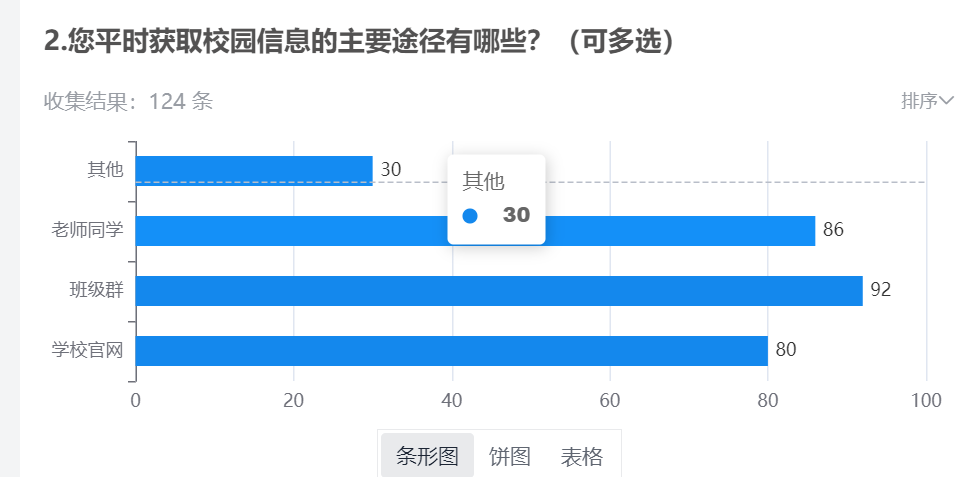 2.您平时获取校园信息的主要途径有哪些？（可多选）
收集结果：124 条
排序
其他 30
其他
30
老师同学 86
班级群 92
学校官网 80
0 20 40 60 80 100
条形图 饼图 表格